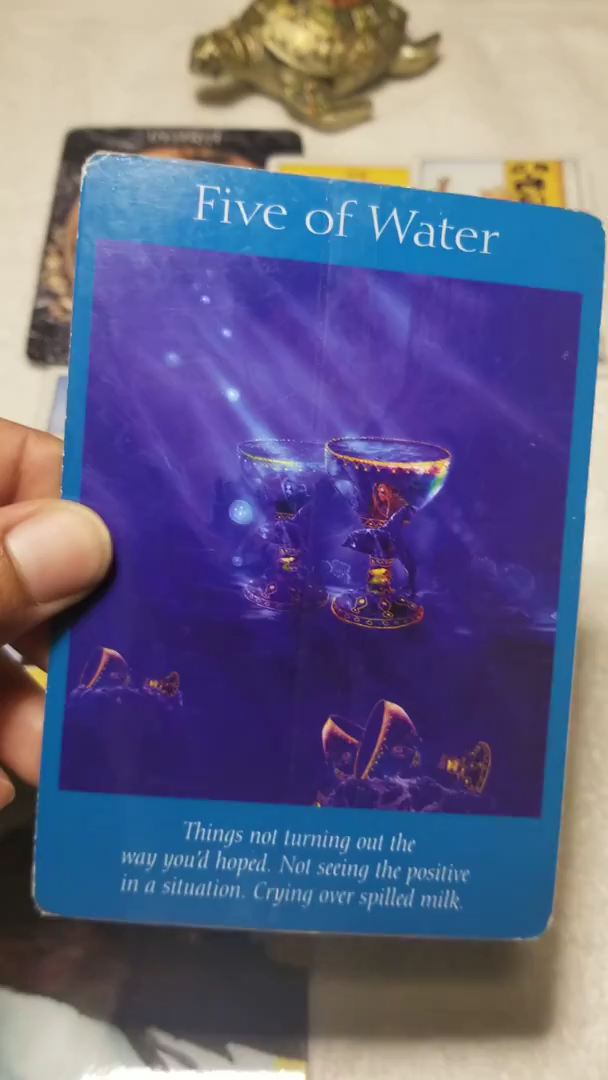 Five of Water
Things not turning out the
way you'd hoped. Not seeing the positive
in a situation. Crying over spilled milk.